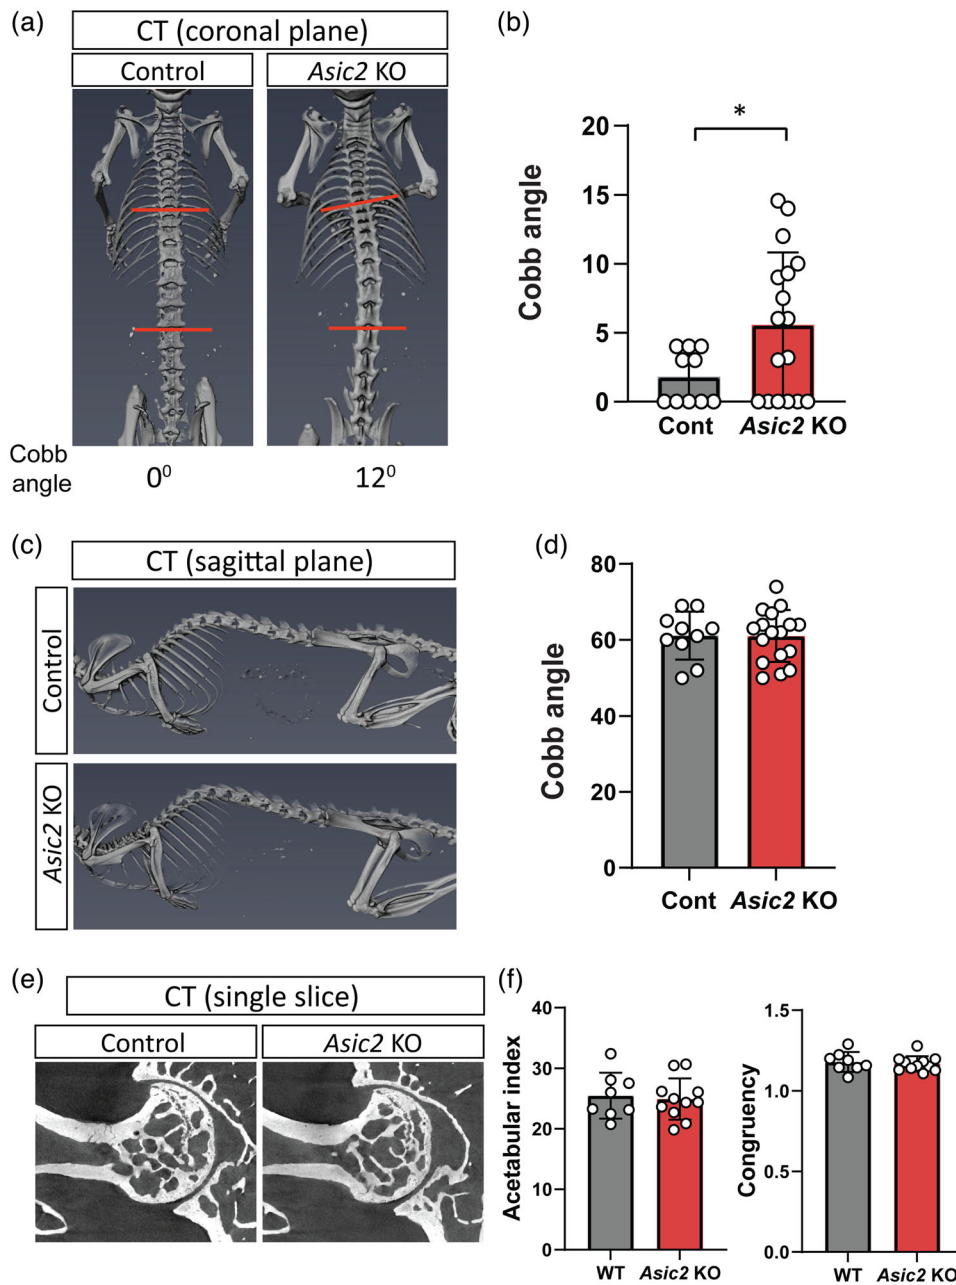 (a)
CT (coronal plane)
Control
Asic2 KO
Cobb
angle
0⁰
12⁰
(b)
Cobb angle
20
15
10
5
0
*
Cont
Asic2 KO
(c)
CT (sagittal plane)
Control
Asic2 KO
(d)
Cobb angle
80
60
40
20
0
Cont
Asic2 KO
(e)
CT (single slice)
Control
Asic2 KO
(f)
Acetabular index
40
30
20
10
0
WT
Asic2 KO
Congruency
1.5
1.0
0.5
0.0
WT
Asic2 KO